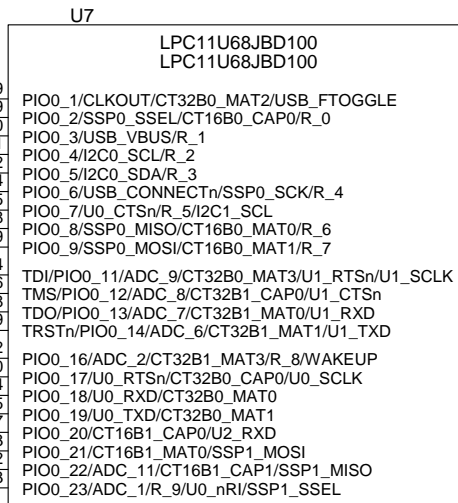 U7
LPC11U68JBD100
LPC11U68JBD100
PIO0_1/CLKOUT/CT32B0_MAT2/USB_FTOGGLE
PIO0_2/SSP0_SSEL/CT16B0_CAP0/R_0
PIO0_3/USB_VBUS/R_1
PIO0_4/I2C0_SCL/R_2
PIO0_5/I2C0_SDA/R_3
PIO0_6/USB_CONNECTn/SSP0_SCK/R_4
PIO0_7/U0_CTSn/R_5/I2C1_SCL
PIO0_8/SSP0_MISO/CT16B0_MAT0/R_6
PIO0_9/SSP0_MOSI/CT16B0_MAT1/R_7
TDI/PIO0_11/ADC_9/CT32B0_MAT3/U1_RTSn/U1_SCLK
TMS/PIO0_12/ADC_8/CT32B1_CAP0/U1_CTSn
TDO/PIO0_13/ADC_7/CT32B1_MAT0/U1_RXD
TRSTn/PIO0_14/ADC_6/CT32B1_MAT1/U1_TXD
PIO0_16/ADC_2/CT32B1_MAT3/R_8/WAKEUP
PIO0_17/U0_RTSn/CT32B0_CAP0/U0_SCLK
PIO0_18/U0_RXD/CT32B0_MAT0
PIO0_19/U0_TXD/CT32B0_MAT1
PIO0_20/CT16B1_CAP0/U2_RXD
PIO0_21/CT16B1_MAT0/SSP1_MOSI
PIO0_22/ADC_11/CT16B1_CAP1/SSP1_MISO
PIO0_23/ADC_1/R_9/U0_nRI/SSP1_SSEL